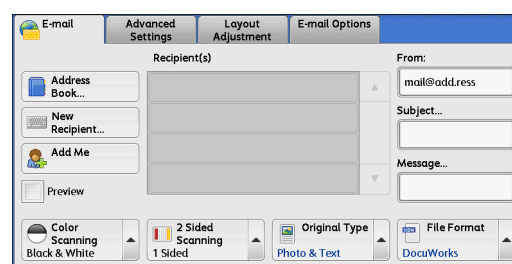 E-mail
Advanced Settings
Layout Adjustment
E-mail Options
Recipient(s)
From:
Address Book...
mail@add.ress
New Recipient...
Subject...
Add Me
Message...
Preview
Color Scanning
Black & White
2 Sided Scanning
1 Sided
Original Type
Photo & Text
File Format
DocuWorks